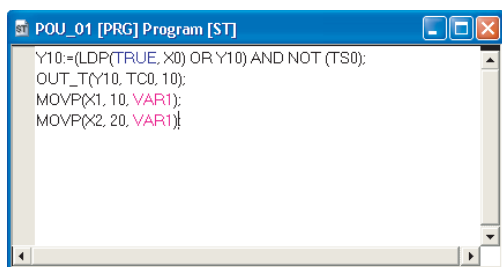 ST POU_01 [PRG] Program [ST]
Y10:=(LDP(TRUE, X0) OR Y10) AND NOT (TS0);
OUT_T(Y10, TC0, 10);
MOVP(X1, 10, VAR1);
MOVP(X2, 20, VAR1);